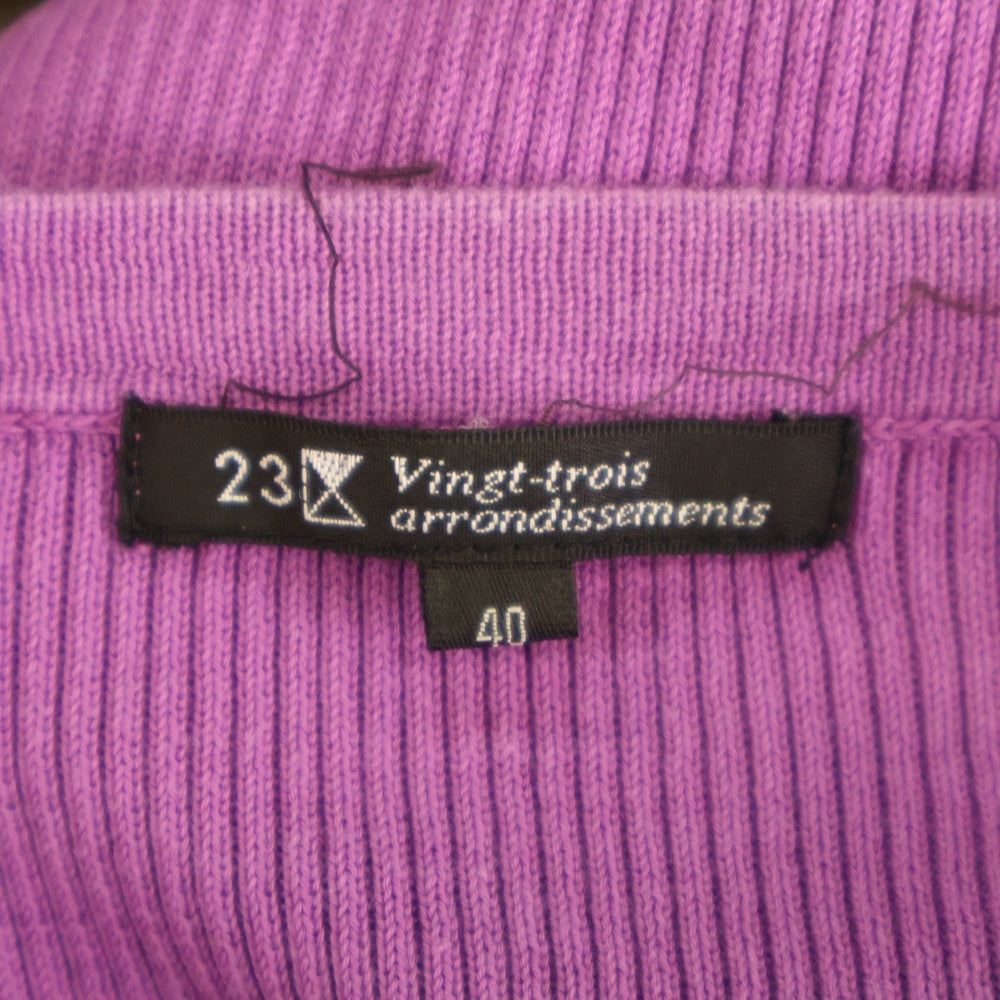 23
Vingt-trois
arrondissements
40